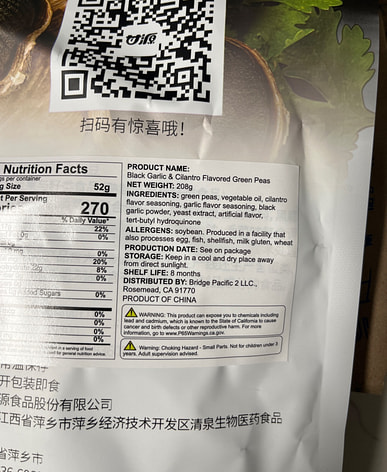 甘源
扫码有惊喜哦!
Nutrition Facts
per container
Size 52g
Per Serving
270
% Daily Value*
22%
0g 0%
0%
20%
8%
0%
Added Sugars 0%
0%
0%
0%
0%
PRODUCT NAME:
Black Garlic & Cilantro Flavored Green Peas
NET WEIGHT: 208g
INGREDIENTS: green peas, vegetable oil, cilantro
flavor seasoning, garlic flavor seasoning, black
garlic powder, yeast extract, artificial flavor,
tert-butyl hydroquinone
ALLERGENS: soybean. Produced in a facility that
also processes egg, fish, shellfish, milk gluten, wheat
PRODUCTION DATE: See on package
STORAGE: Keep in a cool and dry place away
from direct sunlight.
SHELF LIFE: 8 months
DISTRIBUTED BY: Bridge Pacific 2 LLC.,
Rosemead, CA 91770
PRODUCT OF CHINA
WARNING: This product can expose you to chemicals including
lead and cadmium, which is known to the State of California to cause
cancer and birth defects or other reproductive harm. For more
information, go to www.P65Warnings.ca.gov.
Warning: Choking Hazard - Small Parts. Not for children under 3
years. Adult supervision advised.
常温保存
开包装即食
源食品股份有限公司
江西省萍乡市萍乡经济技术开发区清泉生物医药食品
省萍乡市